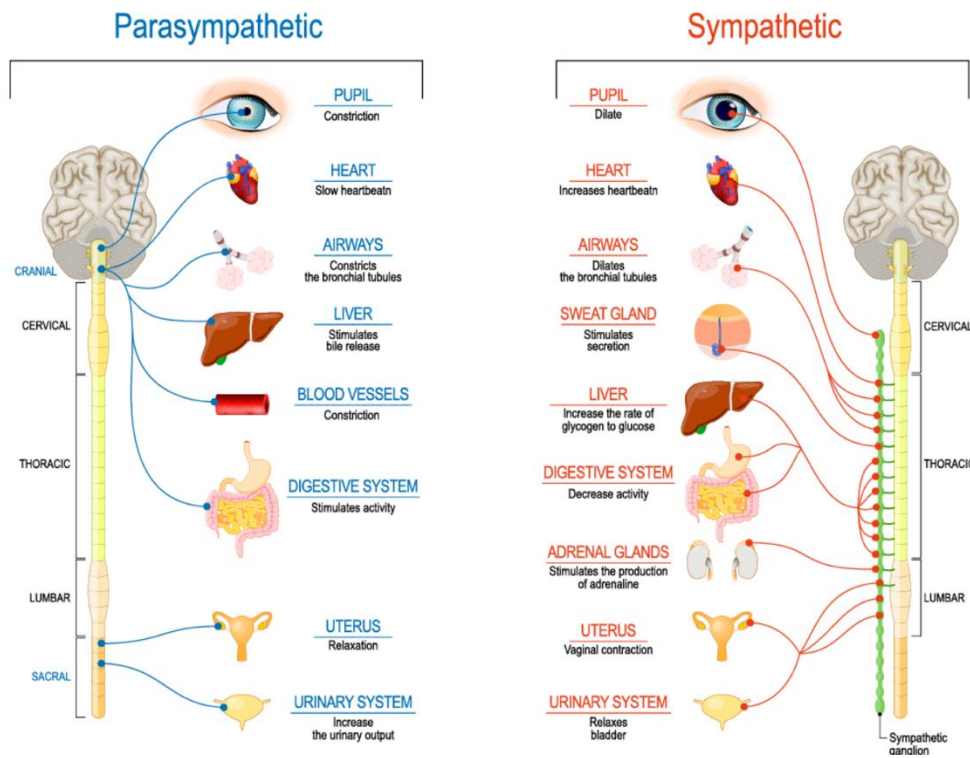 Parasympathetic
PUPIL
Constriction
HEART
Slow heartbeatn
AIRWAYS
Constricts
the bronchial tubules
LIVER
Stimulates
bile release
BLOOD VESSELS
Constriction
DIGESTIVE SYSTEM
Stimulates activity
UTERUS
Relaxation
URINARY SYSTEM
Increase
the urinary output
CRANIAL
CERVICAL
THORACIC
LUMBAR
SACRAL
Sympathetic
PUPIL
Dilate
HEART
Increases heartbeatn
AIRWAYS
Dilates
the bronchial tubules
SWEAT GLAND
Stimulates
secretion
LIVER
Increase the rate of
glycogen to glucose
DIGESTIVE SYSTEM
Decrease activity
ADRENAL GLANDS
Stimulates the production
of adrenaline
UTERUS
Vaginal contraction
URINARY SYSTEM
Relaxes
bladder
CERVICAL
THORACIC
LUMBAR
Sympathetic
ganglion